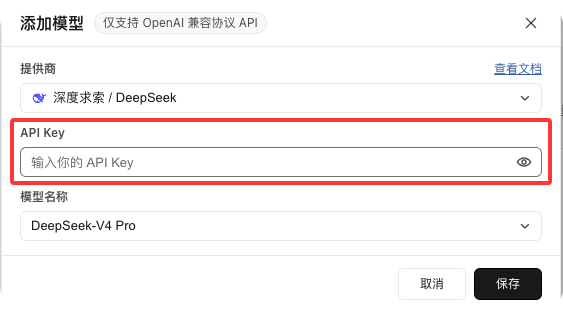 添加模型 仅支持 OpenAI 兼容协议 API
提供商 查看文档
深度求索 / DeepSeek
API Key
输入你的 API Key
模型名称
DeepSeek-V4 Pro
取消 保存